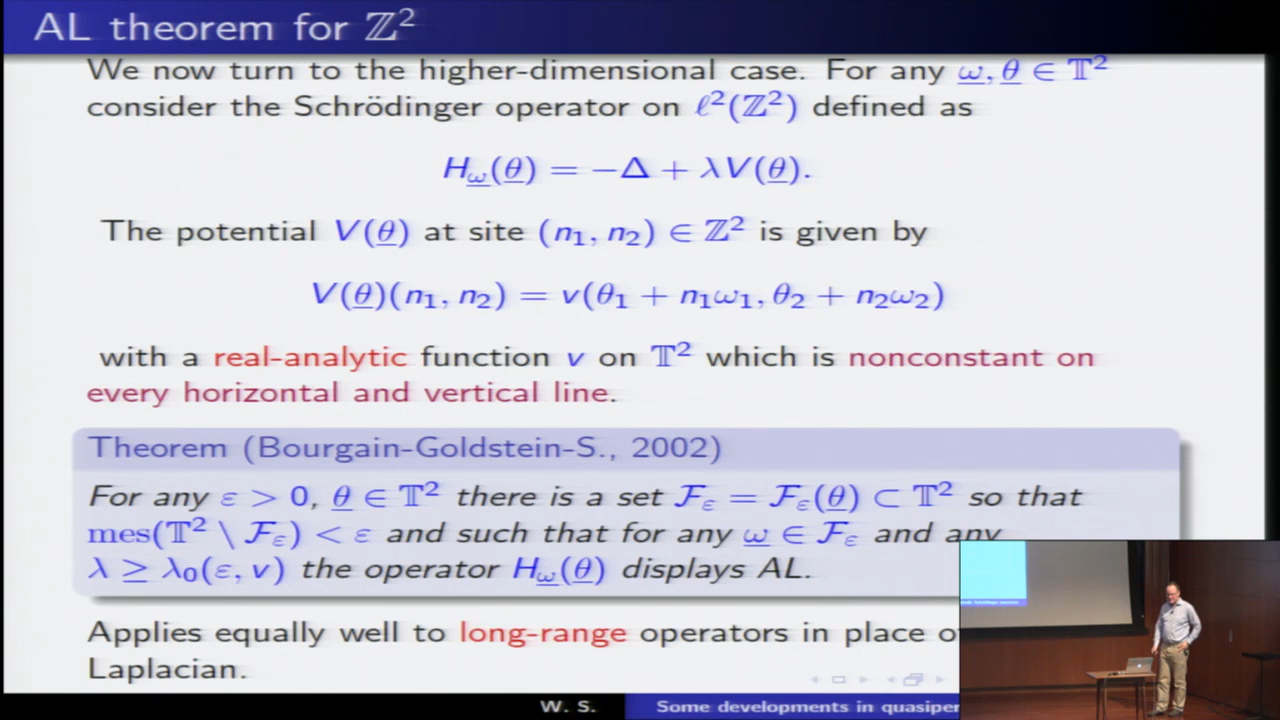 AL theorem for ℤ²
We now turn to the higher-dimensional case. For any ω, θ ∈ 𝕋²
consider the Schrödinger operator on ℓ²(ℤ²) defined as
H_ω(θ) = −Δ + λV(θ).
The potential V(θ) at site (n₁, n₂) ∈ ℤ² is given by
V(θ)(n₁, n₂) = v(θ₁ + n₁ω₁, θ₂ + n₂ω₂)
with a real-analytic function v on 𝕋² which is nonconstant on
every horizontal and vertical line.
Theorem (Bourgain-Goldstein-S., 2002)
For any ε > 0, θ ∈ 𝕋² there is a set ℱ_ε = ℱ_ε(θ) ⊂ 𝕋² so that
mes(𝕋² \ ℱ_ε) < ε and such that for any ω ∈ ℱ_ε and any
λ ≥ λ₀(ε, v) the operator H_ω(θ) displays AL.
Applies equally well to long-range operators in place o
Laplacian.
W. S.
Some developments in quasiper